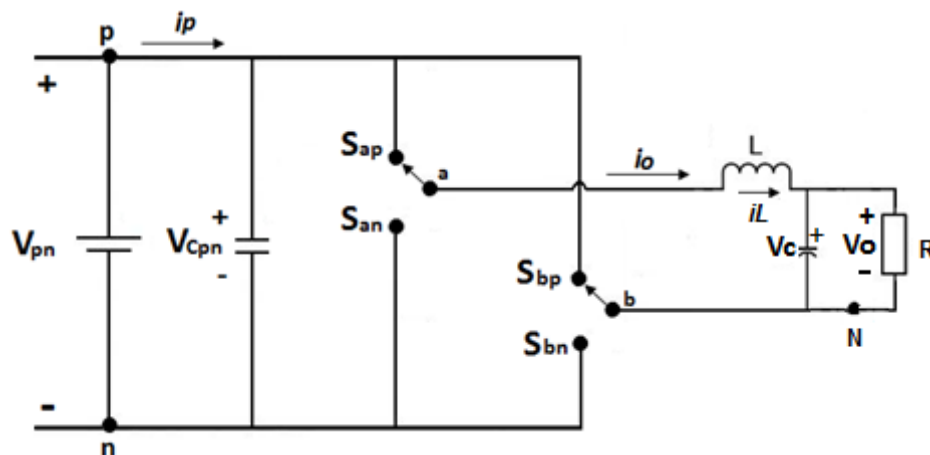 p
ip
+
Sap
a
io
L
San
iL
Vpn
+
VCpn
-
Vc
+
+
Vo
-
R
Sbp
b
N
Sbn
-
n